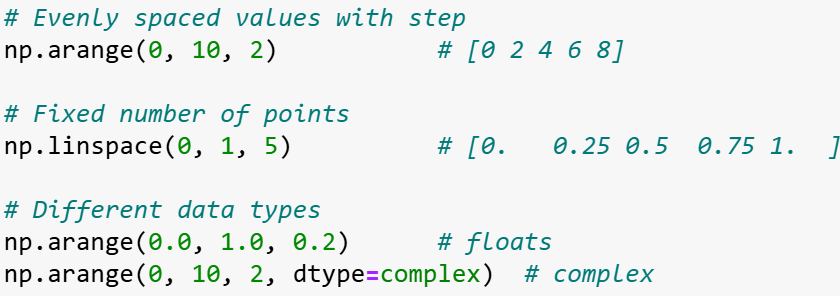 # Evenly spaced values with step
np.arange(0, 10, 2)           # [0 2 4 6 8]
# Fixed number of points
np.linspace(0, 1, 5)          # [0.   0.25 0.5  0.75 1.  ]
# Different data types
np.arange(0.0, 1.0, 0.2)      # floats
np.arange(0, 10, 2, dtype=complex)  # complex